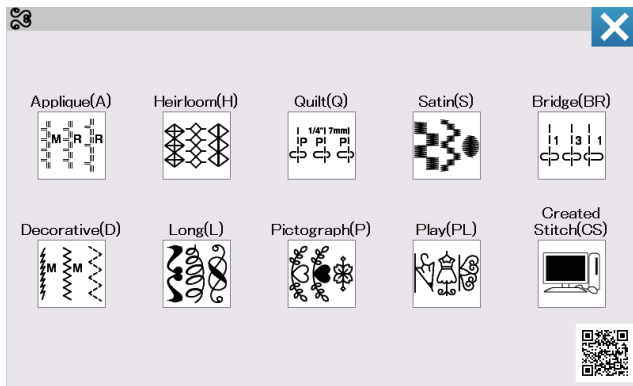 Applique(A)
Heirloom(H)
Quilt(Q)
Satin(S)
Bridge(BR)
M R R
1/4" 7mm
P P P
1 3 1
Decorative(D)
Long(L)
Pictograph(P)
Play(PL)
Created
Stitch(CS)
M M